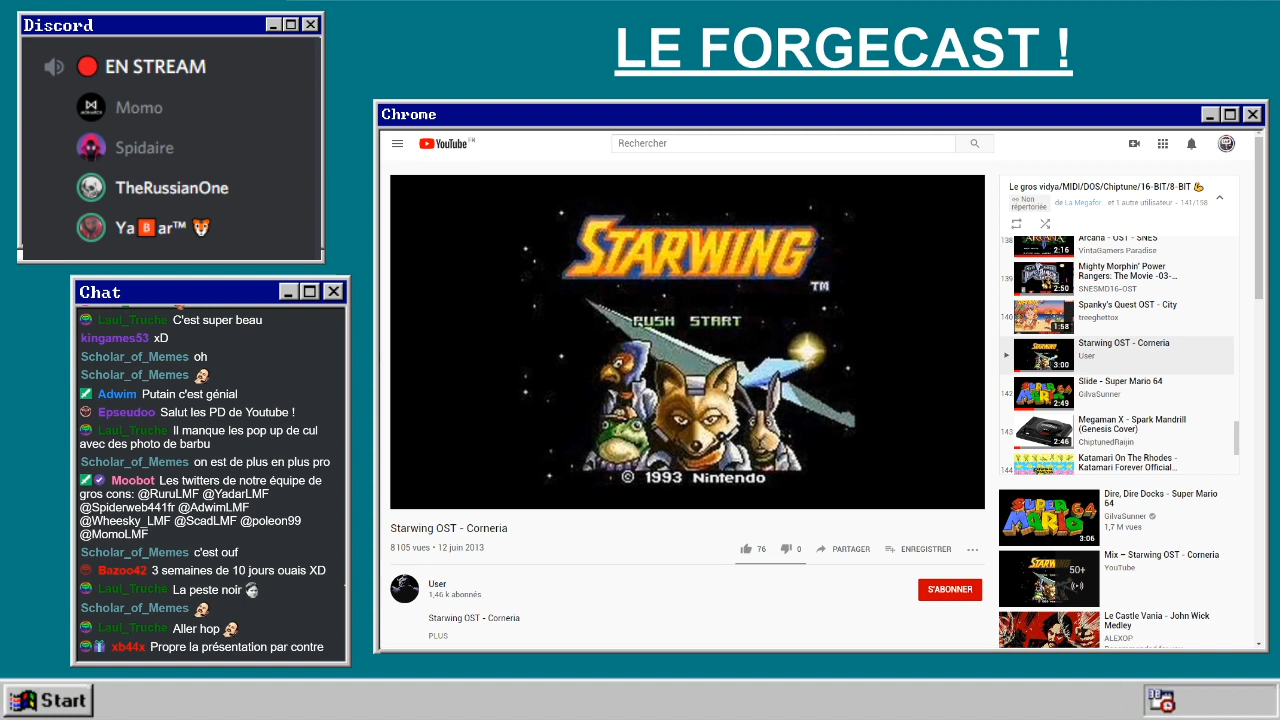 Discord
EN STREAM
Momo
Spidaire
TheRussianOne
Ya🅱ar™ 🦊
LE FORGECAST !
Chat
Laul_Truche C'est super beau
kingames53 xD
Scholar_of_Memes oh
Scholar_of_Memes
Adwim Putain c'est génial
Epseudoo Salut les PD de Youtube !
Laul_Truche Il manque les pop up de cul
avec des photo de barbu
Scholar_of_Memes on est de plus en plus pro
Moobot Les twitters de notre équipe de
gros cons: @RuruLMF @YadarLMF
@Spiderweb441fr @AdwimLMF
@Wheesky_LMF @ScadLMF @poleon99
@MomoLMF
Scholar_of_Memes c'est ouf
Bazoo42 3 semaines de 10 jours ouais XD
Laul_Truche La peste noir
Scholar_of_Memes
Laul_Truche Aller hop
xb44x Propre la présentation par contre
Chrome
YouTube
Rechercher
STARWING
TM
PUSH START
© 1993 Nintendo
Starwing OST - Corneria
8 105 vues • 12 juin 2013
76
0
PARTAGER
ENREGISTRER
User
1,46 k abonnés
S'ABONNER
Starwing OST - Corneria
PLUS
Le gros vidya/MIDI/DOS/Chiptune/16-BIT/8-BIT 💪
Non
répertoriée
de La Megafor.. et 1 autre utilisateur - 141/158
138
Arcana - OST - SNES
VintaGamers Paradise
2:16
139
Mighty Morphin' Power
Rangers: The Movie -03-...
SNESMD16-OST
2:50
140
Spanky's Quest OST - City
treeghettox
1:58
Starwing OST - Corneria
User
3:00
142
Slide - Super Mario 64
GilvaSunner
2:49
143
Megaman X - Spark Mandrill
(Genesis Cover)
ChiptunedRaijin
2:46
144
Katamari On The Rhodes -
Katamari Forever Official...
Dire, Dire Docks - Super Mario
64
GilvaSunner
1,7 M vues
3:06
Mix – Starwing OST - Corneria
YouTube
50+
Le Castle Vania - John Wick
Medley
ALEXOP
Start